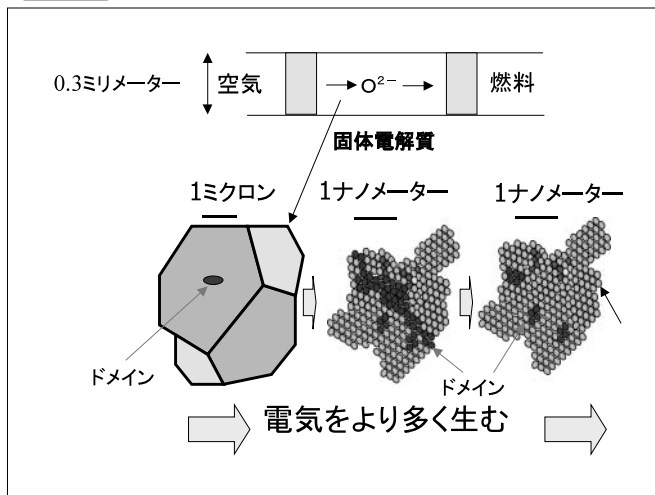 0.3ミリメーター 空気 → O²⁻ → 燃料
固体電解質
1ミクロン 1ナノメーター 1ナノメーター
ドメイン ドメイン
電気をより多く生む